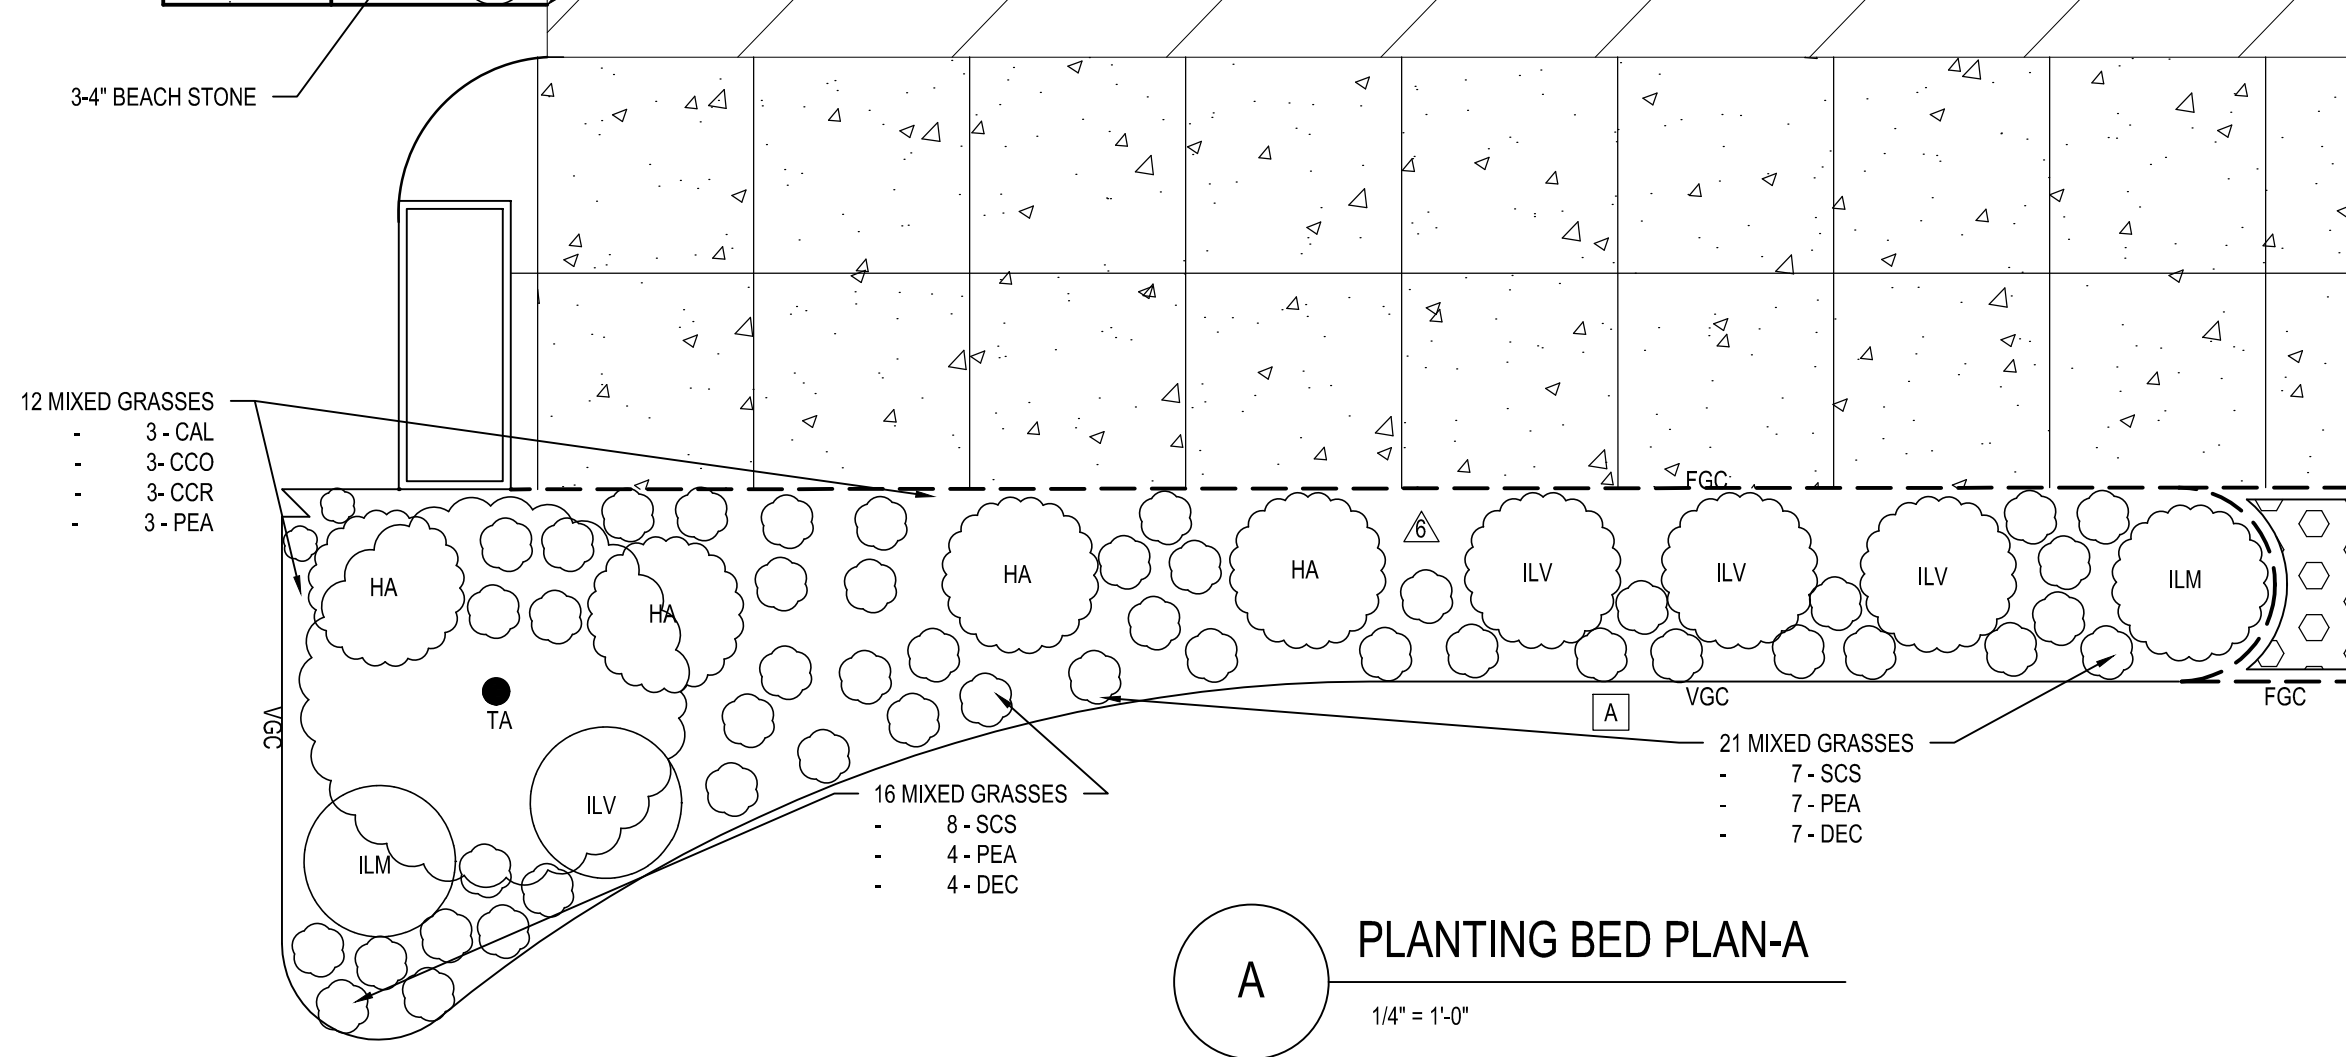 3-4" BEACH STONE
12 MIXED GRASSES
- 3 - CAL
- 3- CCO
- 3- CCR
- 3 - PEA
FGC
6
HA
HA
HA
HA
ILV
ILV
ILV
ILM
TA
VGC
ILV
ILM
A
VGC
FGC
21 MIXED GRASSES
- 7 - SCS
- 7 - PEA
- 7 - DEC
16 MIXED GRASSES
- 8 - SCS
- 4 - PEA
- 4 - DEC
A
PLANTING BED PLAN-A
1/4" = 1'-0"